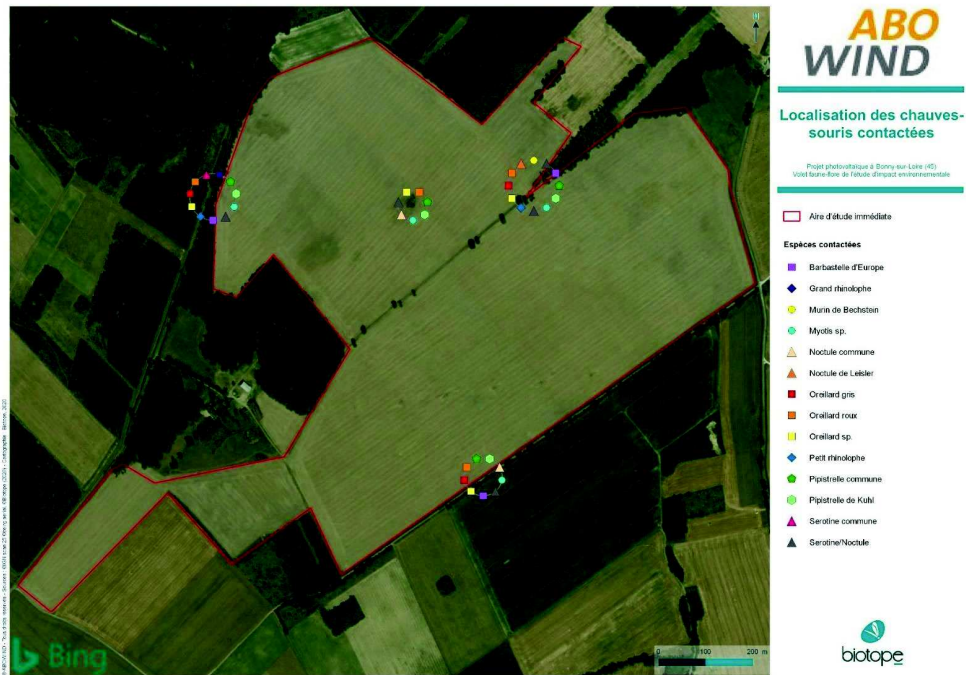 ABO
WIND
Localisation des chauves-
souris contactées
Projet photovoltaïque à Bonny-sur-Loire (45)
Volet faune-flore de l'étude d'impact environnementale
Aire d'étude immédiate
Espèces contactées
Barbastelle d'Europe
Grand rhinolophe
Murin de Bechstein
Myotis sp.
Noctule commune
Noctule de Leisler
Oreillard gris
Oreillard roux
Oreillard sp.
Petit rhinolophe
Pipistrelle commune
Pipistrelle de Kuhl
Serotine commune
Serotine/Noctule
biotope
Bing
0 100 200 m